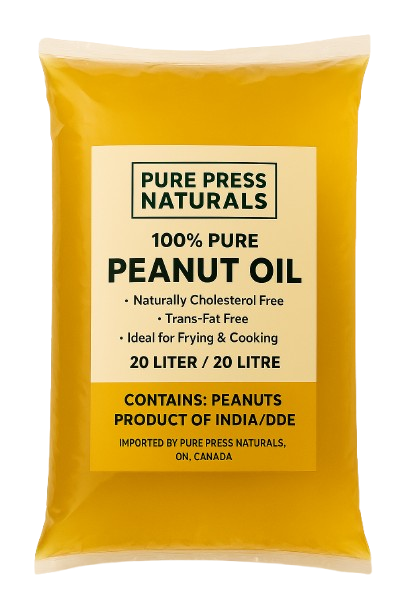 PURE PRESS
NATURALS
100% PURE
PEANUT OIL
• Naturally Cholesterol Free
• Trans-Fat Free
• Ideal for Frying & Cooking
20 LITER / 20 LITRE
CONTAINS: PEANUTS
PRODUCT OF INDIA/DDE
IMPORTED BY PURE PRESS NATURALS,
ON, CANADA